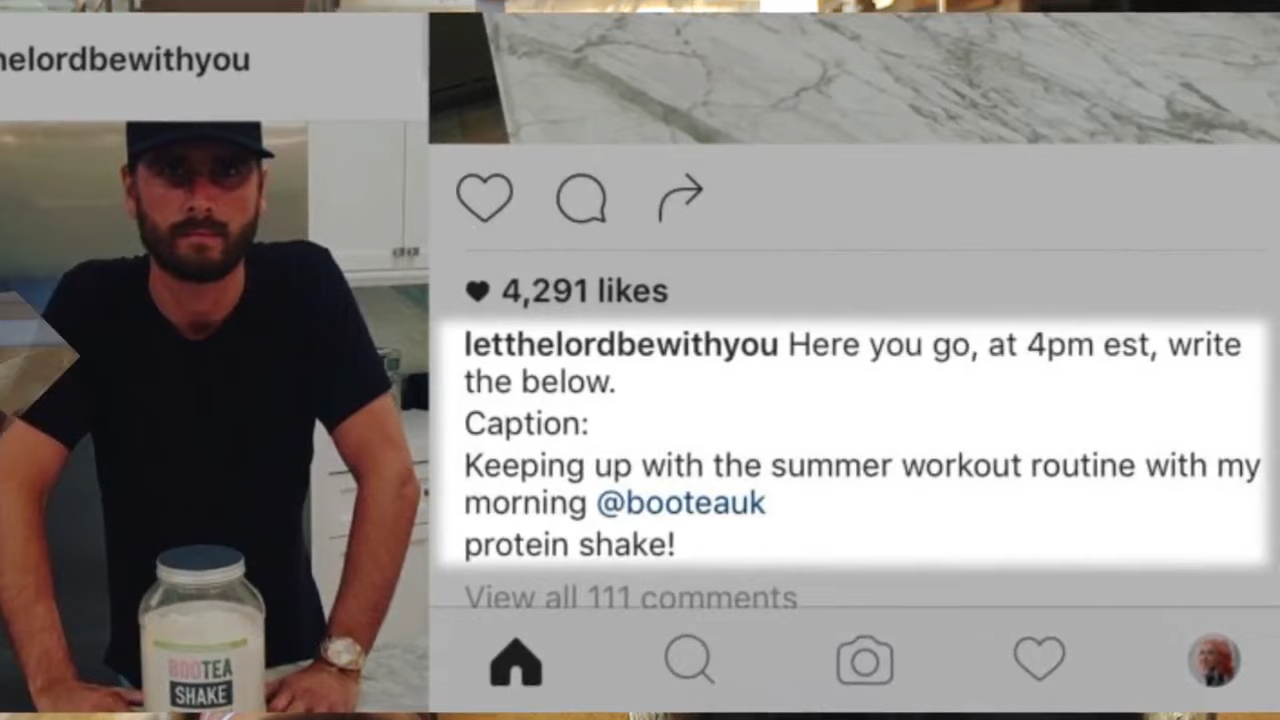 helordbewithyou
BOOTEA
SHAKE
4,291 likes
letthelordbewithyou Here you go, at 4pm est, write
the below.
Caption:
Keeping up with the summer workout routine with my
morning @booteauk
protein shake!
View all 111 comments